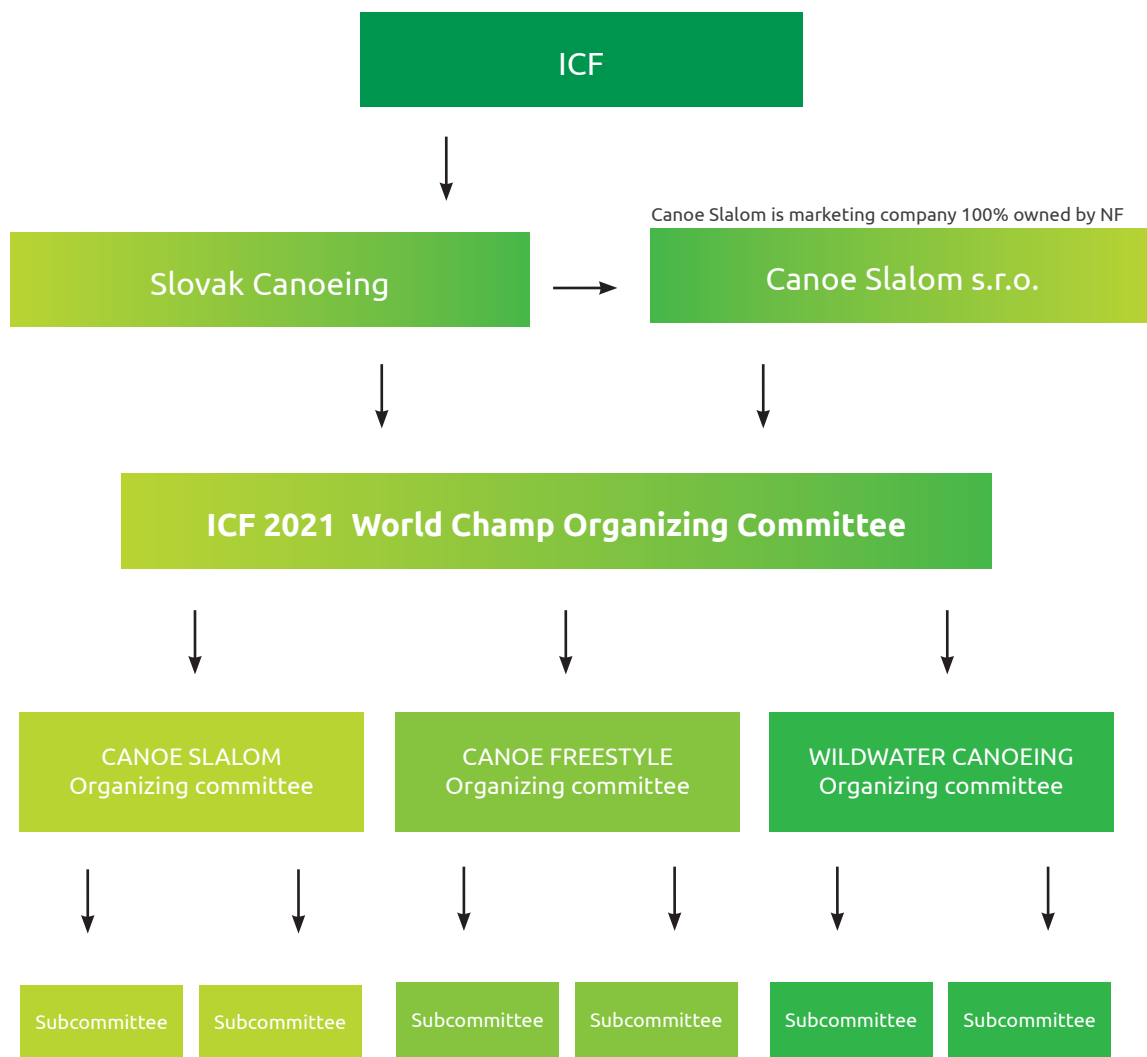 ICF
Canoe Slalom is marketing company 100% owned by NF
Slovak Canoeing
Canoe Slalom s.r.o.
ICF 2021 World Champ Organizing Committee
CANOE SLALOM
Organizing committee
CANOE FREESTYLE
Organizing committee
WILDWATER CANOEING
Organizing committee
Subcommittee
Subcommittee
Subcommittee
Subcommittee
Subcommittee
Subcommittee